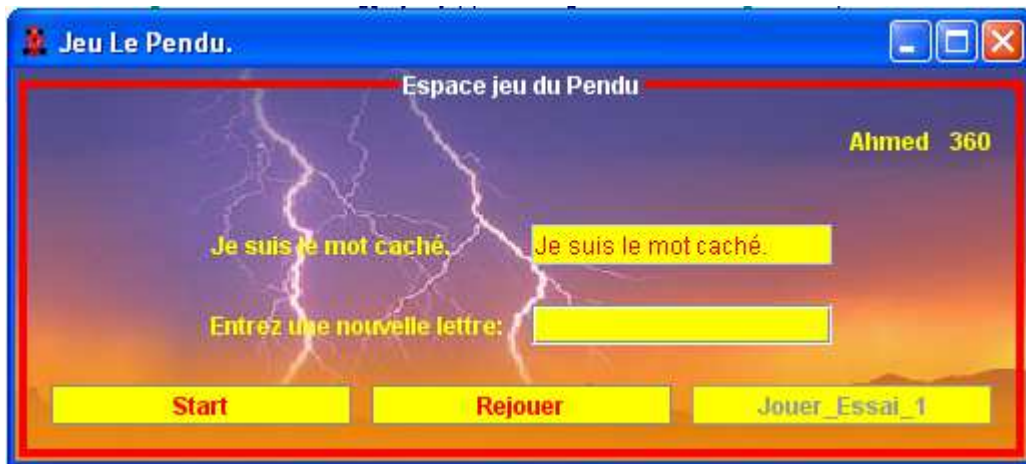 Jeu Le Pendu.
Espace jeu du Pendu
Ahmed 360
Je suis le mot caché. Je suis le mot caché.
Entrez une nouvelle lettre:
Start Rejouer Jouer_Essai_1